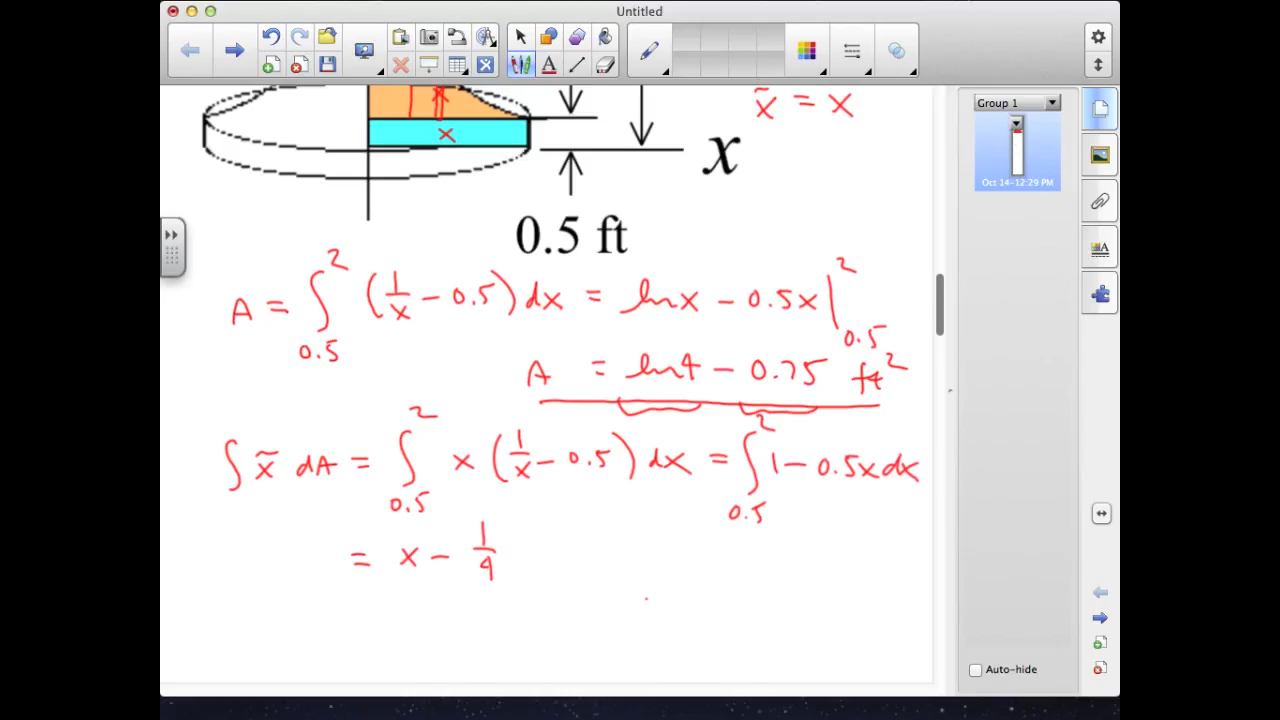 Untitled
Group 1
x̃ = x
x
x
x
Oct 14-12:29 PM
0.5 ft
A = ∫_{0.5}^{2} (1/x − 0.5) dx = ln x − 0.5x |_{0.5}^{2}
A = ln 4 − 0.75 ft²
∫ x̃ dA = ∫_{0.5}^{2} x (1/x − 0.5) dx = ∫_{0.5}^{2} 1 − 0.5x dx
= x − 1/4
Auto-hide